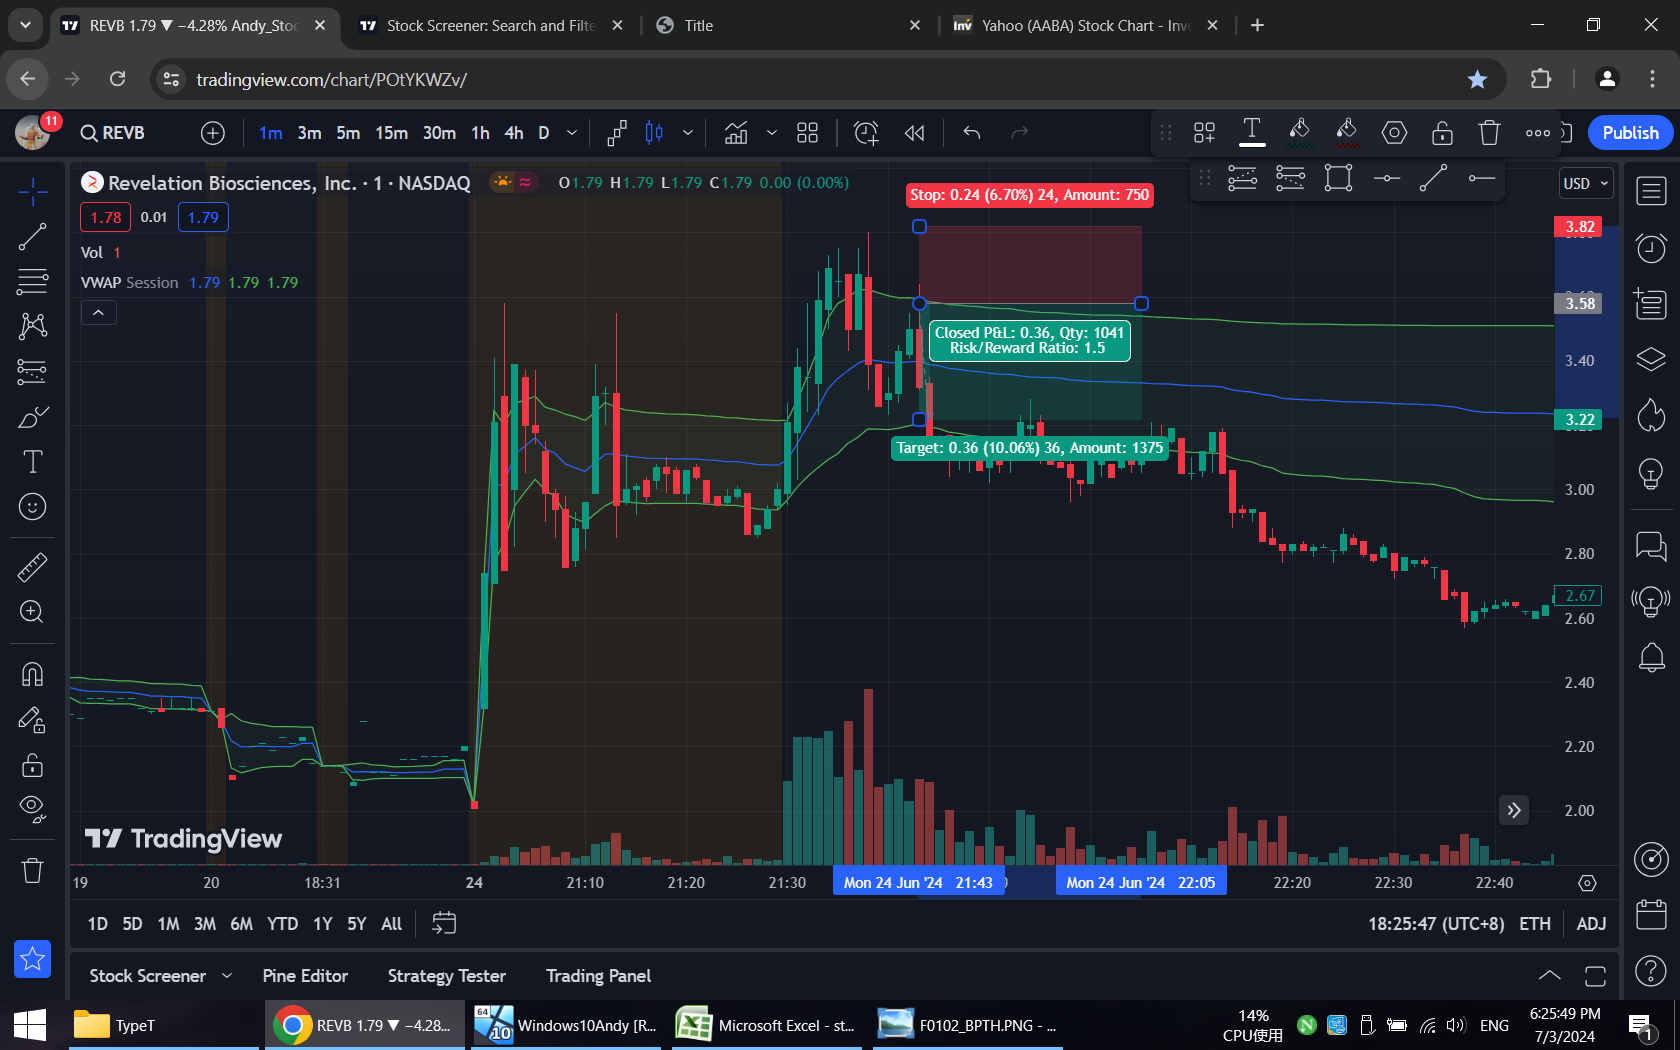 REVB 1.79 ▼ −4.28% Andy_Stoc
Stock Screener: Search and Filte
Title
Yahoo (AABA) Stock Chart - Inve
tradingview.com/chart/POtYKWZv/
11
REVB
1m 3m 5m 15m 30m 1h 4h D
Publish
Revelation Biosciences, Inc. · 1 · NASDAQ
O1.79 H1.79 L1.79 C1.79 0.00 (0.00%)
USD
1.78 0.01 1.79
Vol 1
VWAP Session 1.79 1.79 1.79
Stop: 0.24 (6.70%) 24, Amount: 750
Closed P&L: 0.36, Qty: 1041
Risk/Reward Ratio: 1.5
Target: 0.36 (10.06%) 36, Amount: 1375
3.82
3.58
3.40
3.22
3.00
2.80
2.67
2.60
2.40
2.20
2.00
TradingView
19 20 18:31 24 21:10 21:20 21:30 Mon 24 Jun '24 21:43 Mon 24 Jun '24 22:05 22:20 22:30 22:40
1D 5D 1M 3M 6M YTD 1Y 5Y All
18:25:47 (UTC+8) ETH ADJ
Stock Screener Pine Editor Strategy Tester Trading Panel
TypeT
REVB 1.79 ▼ −4.28...
64
10
Windows10Andy [R...
Microsoft Excel - st...
F0102_BPTH.PNG - ...
14%
CPU使用
ENG
6:25:49 PM
7/3/2024
1